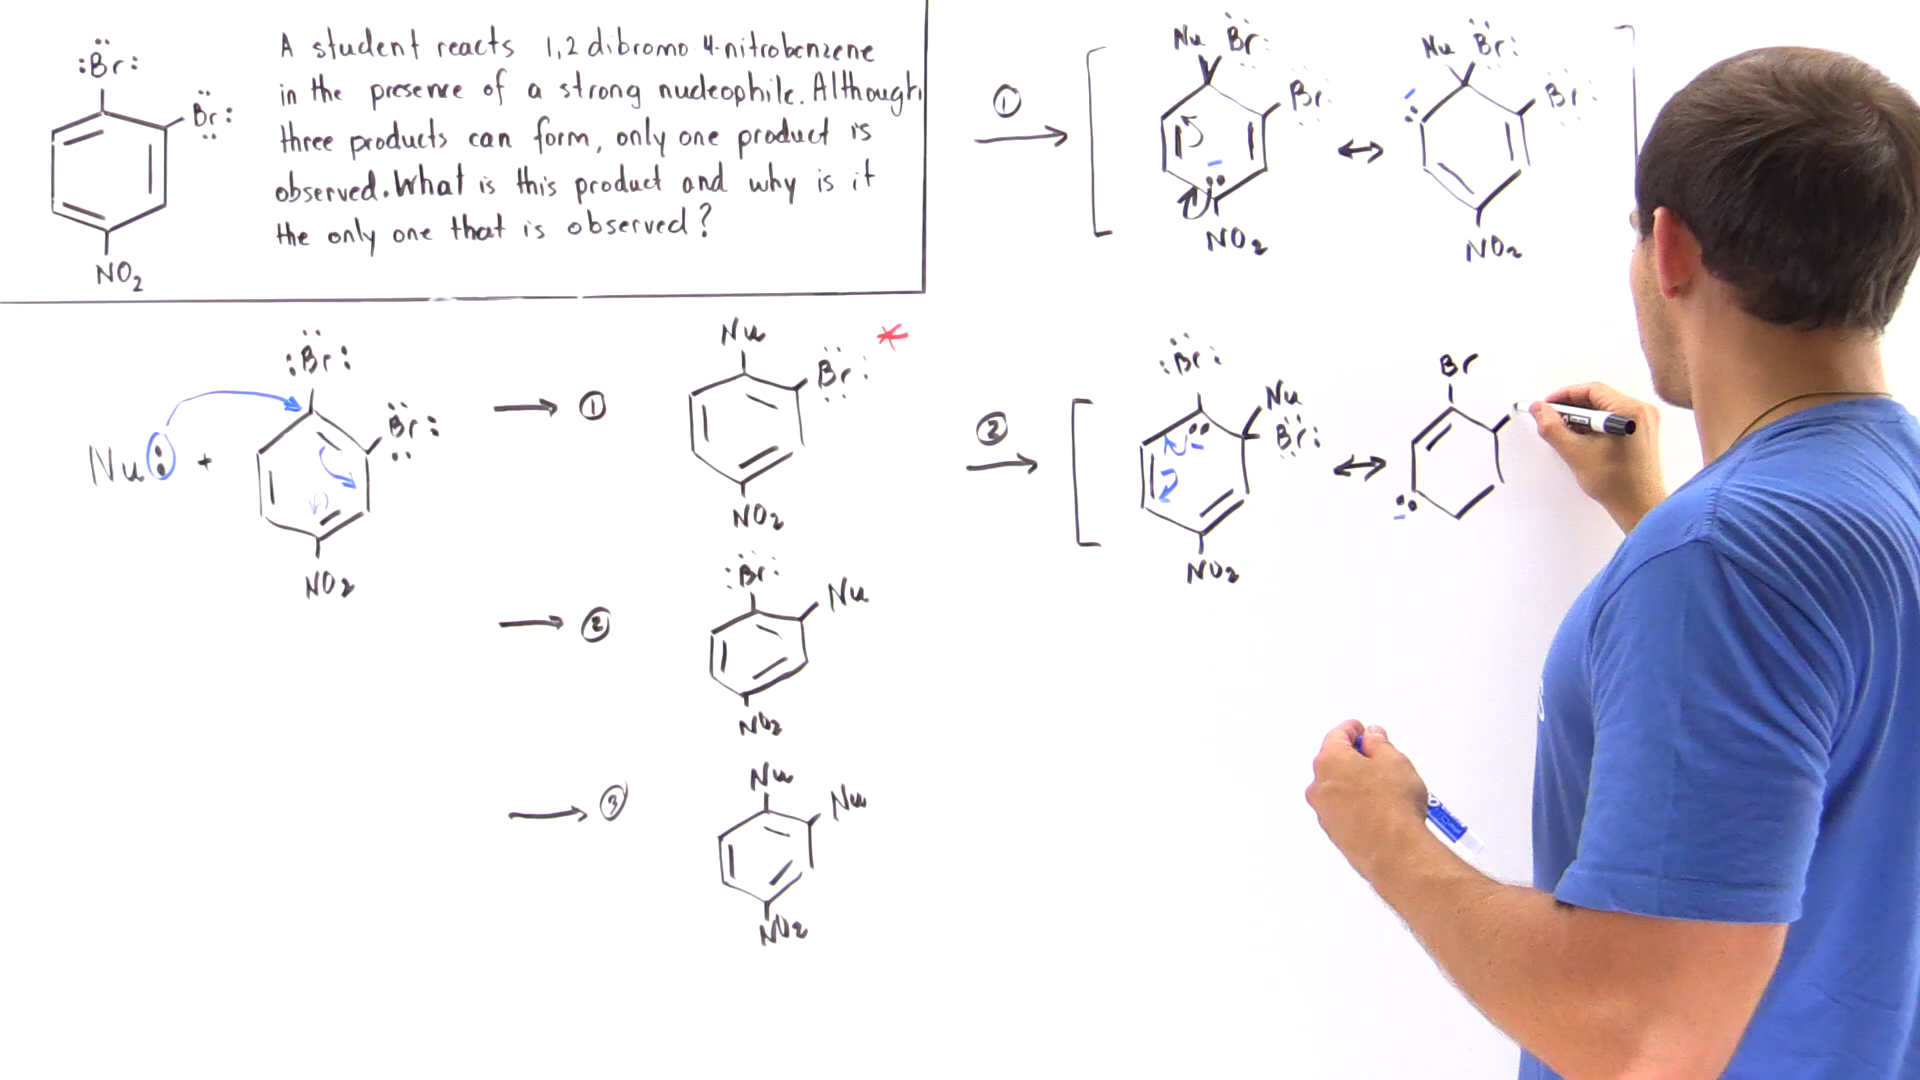 :Br:
Br:
NO2
A student reacts 1,2 dibromo 4-nitrobenzene
in the presence of a strong nucleophile. Although
three products can form, only one product is
observed. What is this product and why is it
the only one that is observed?
①
Nu Br:
Br:
NO2
Nu Br:
Br:
NO2
Nu: +
:Br:
Br:
NO2
①
Nu
Br:
NO2
②
:Br:
Nu
NO2
③
Nu
Nu
NO2
②
:Br:
Nu
Br:
NO2
Br